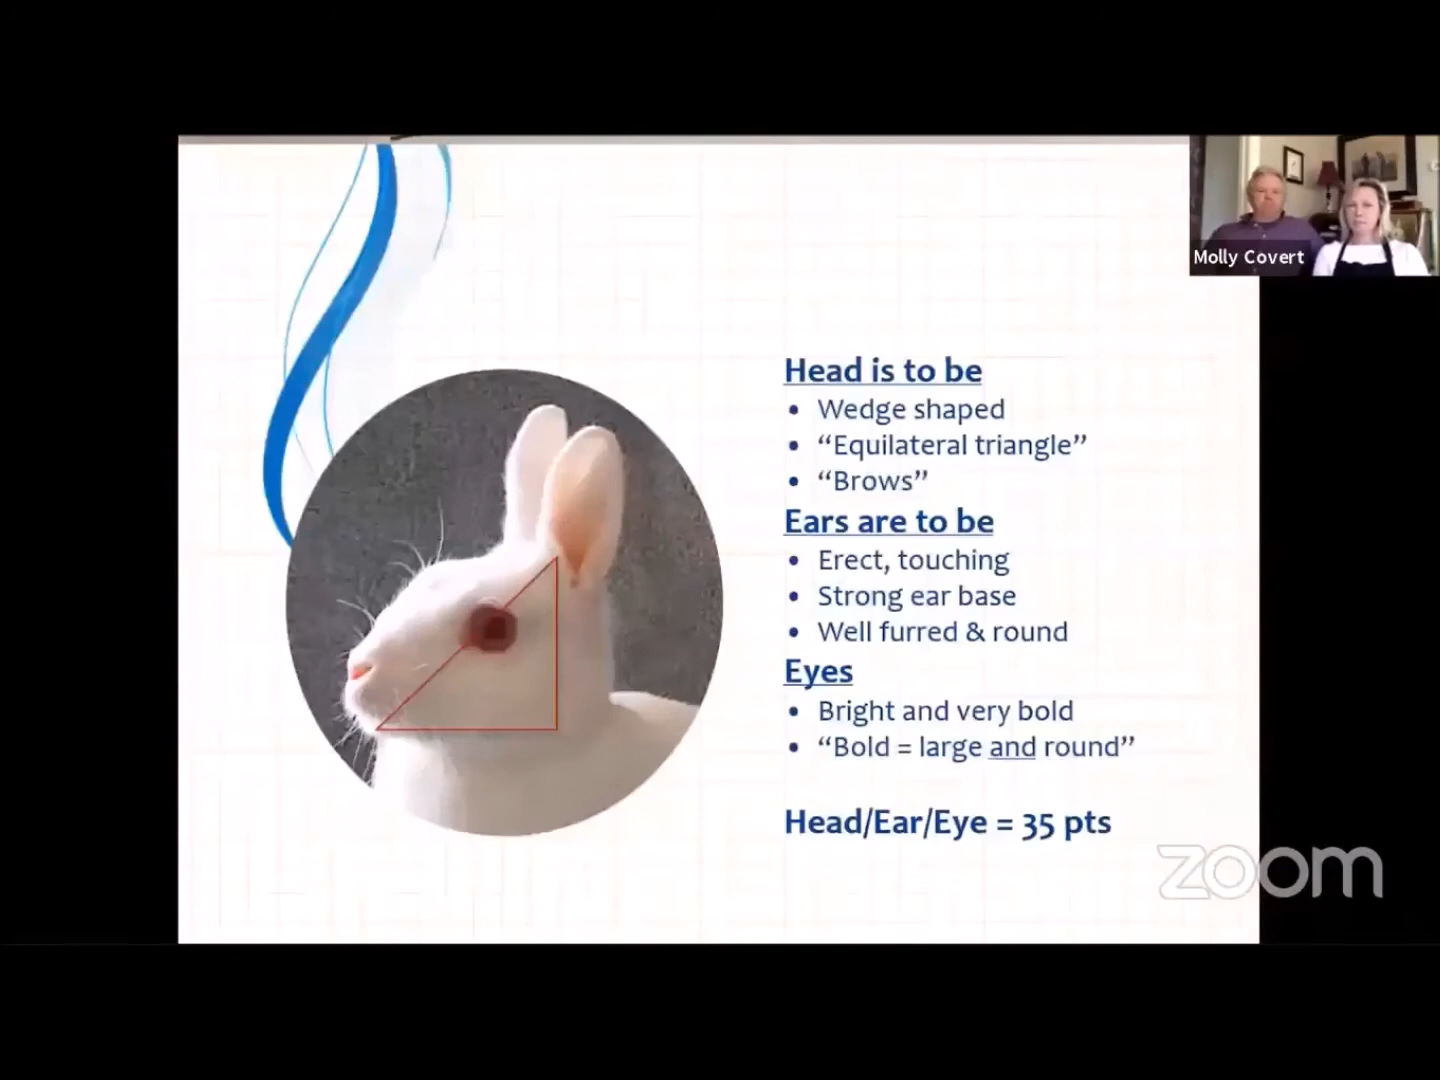 Molly Covert
Head is to be
• Wedge shaped
• “Equilateral triangle”
• “Brows”
Ears are to be
• Erect, touching
• Strong ear base
• Well furred & round
Eyes
• Bright and very bold
• “Bold = large and round”
Head/Ear/Eye = 35 pts
zoom